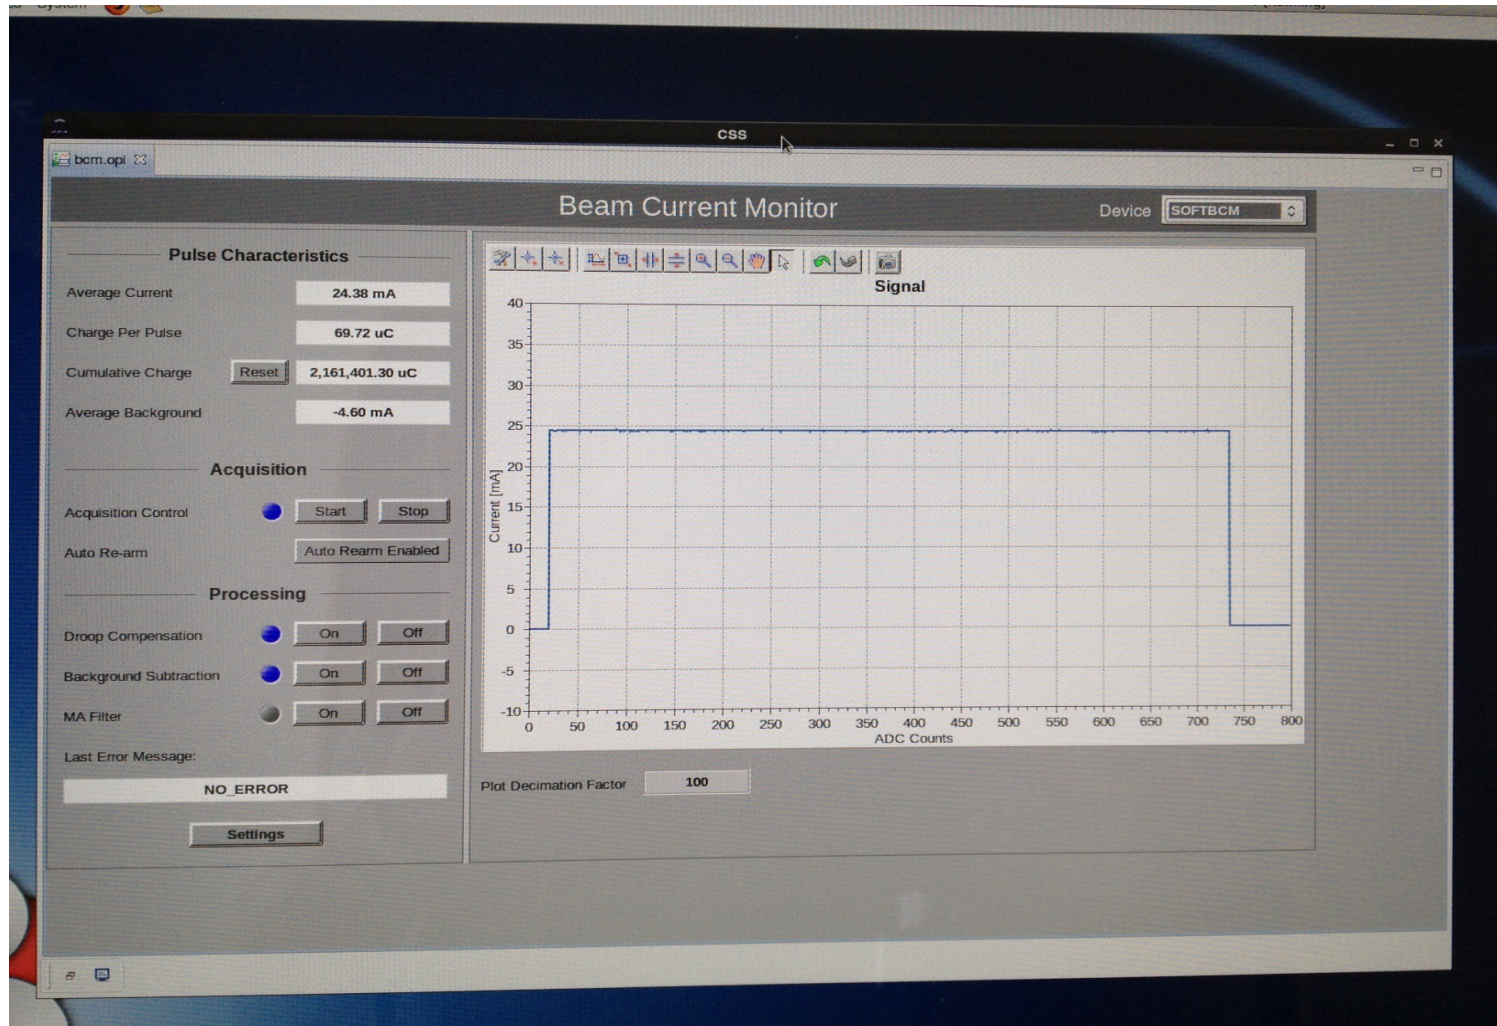 System
CSS
bcm.opi
Beam Current Monitor
Device SOFTBCM
Pulse Characteristics
Average Current 24.38 mA
Charge Per Pulse 69.72 uC
Cumulative Charge Reset 2,161,401.30 uC
Average Background -4.60 mA
Acquisition
Acquisition Control Start Stop
Auto Re-arm Auto Rearm Enabled
Processing
Droop Compensation On Off
Background Subtraction On Off
MA Filter On Off
Last Error Message:
NO_ERROR
Settings
Signal
40
35
30
25
20
15
10
5
0
-5
-10
Current [mA]
0 50 100 150 200 250 300 350 400 450 500 550 600 650 700 750 800
ADC Counts
Plot Decimation Factor 100